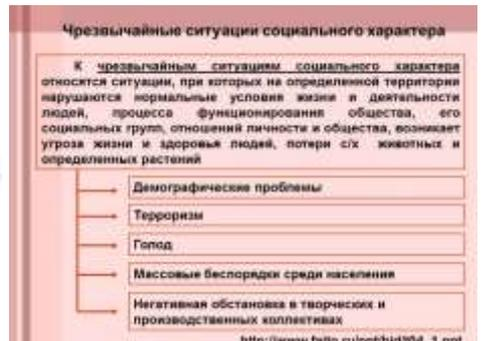 Чрезвычайные ситуации социального характера
К чрезвычайным ситуациям социального характера
относятся ситуации, при которых на определенной территории
нарушаются нормальные условия жизни и деятельности
людей, процесса функционирования общества, его
социальных групп, отношений личности и общества, возникает
угроза жизни и здоровья людей, потери с/х животных и
определенных растений
Демографические проблемы
Терроризм
Голод
Массовые беспорядки среди населения
Негативная обстановка в творческих и
производственных коллективах